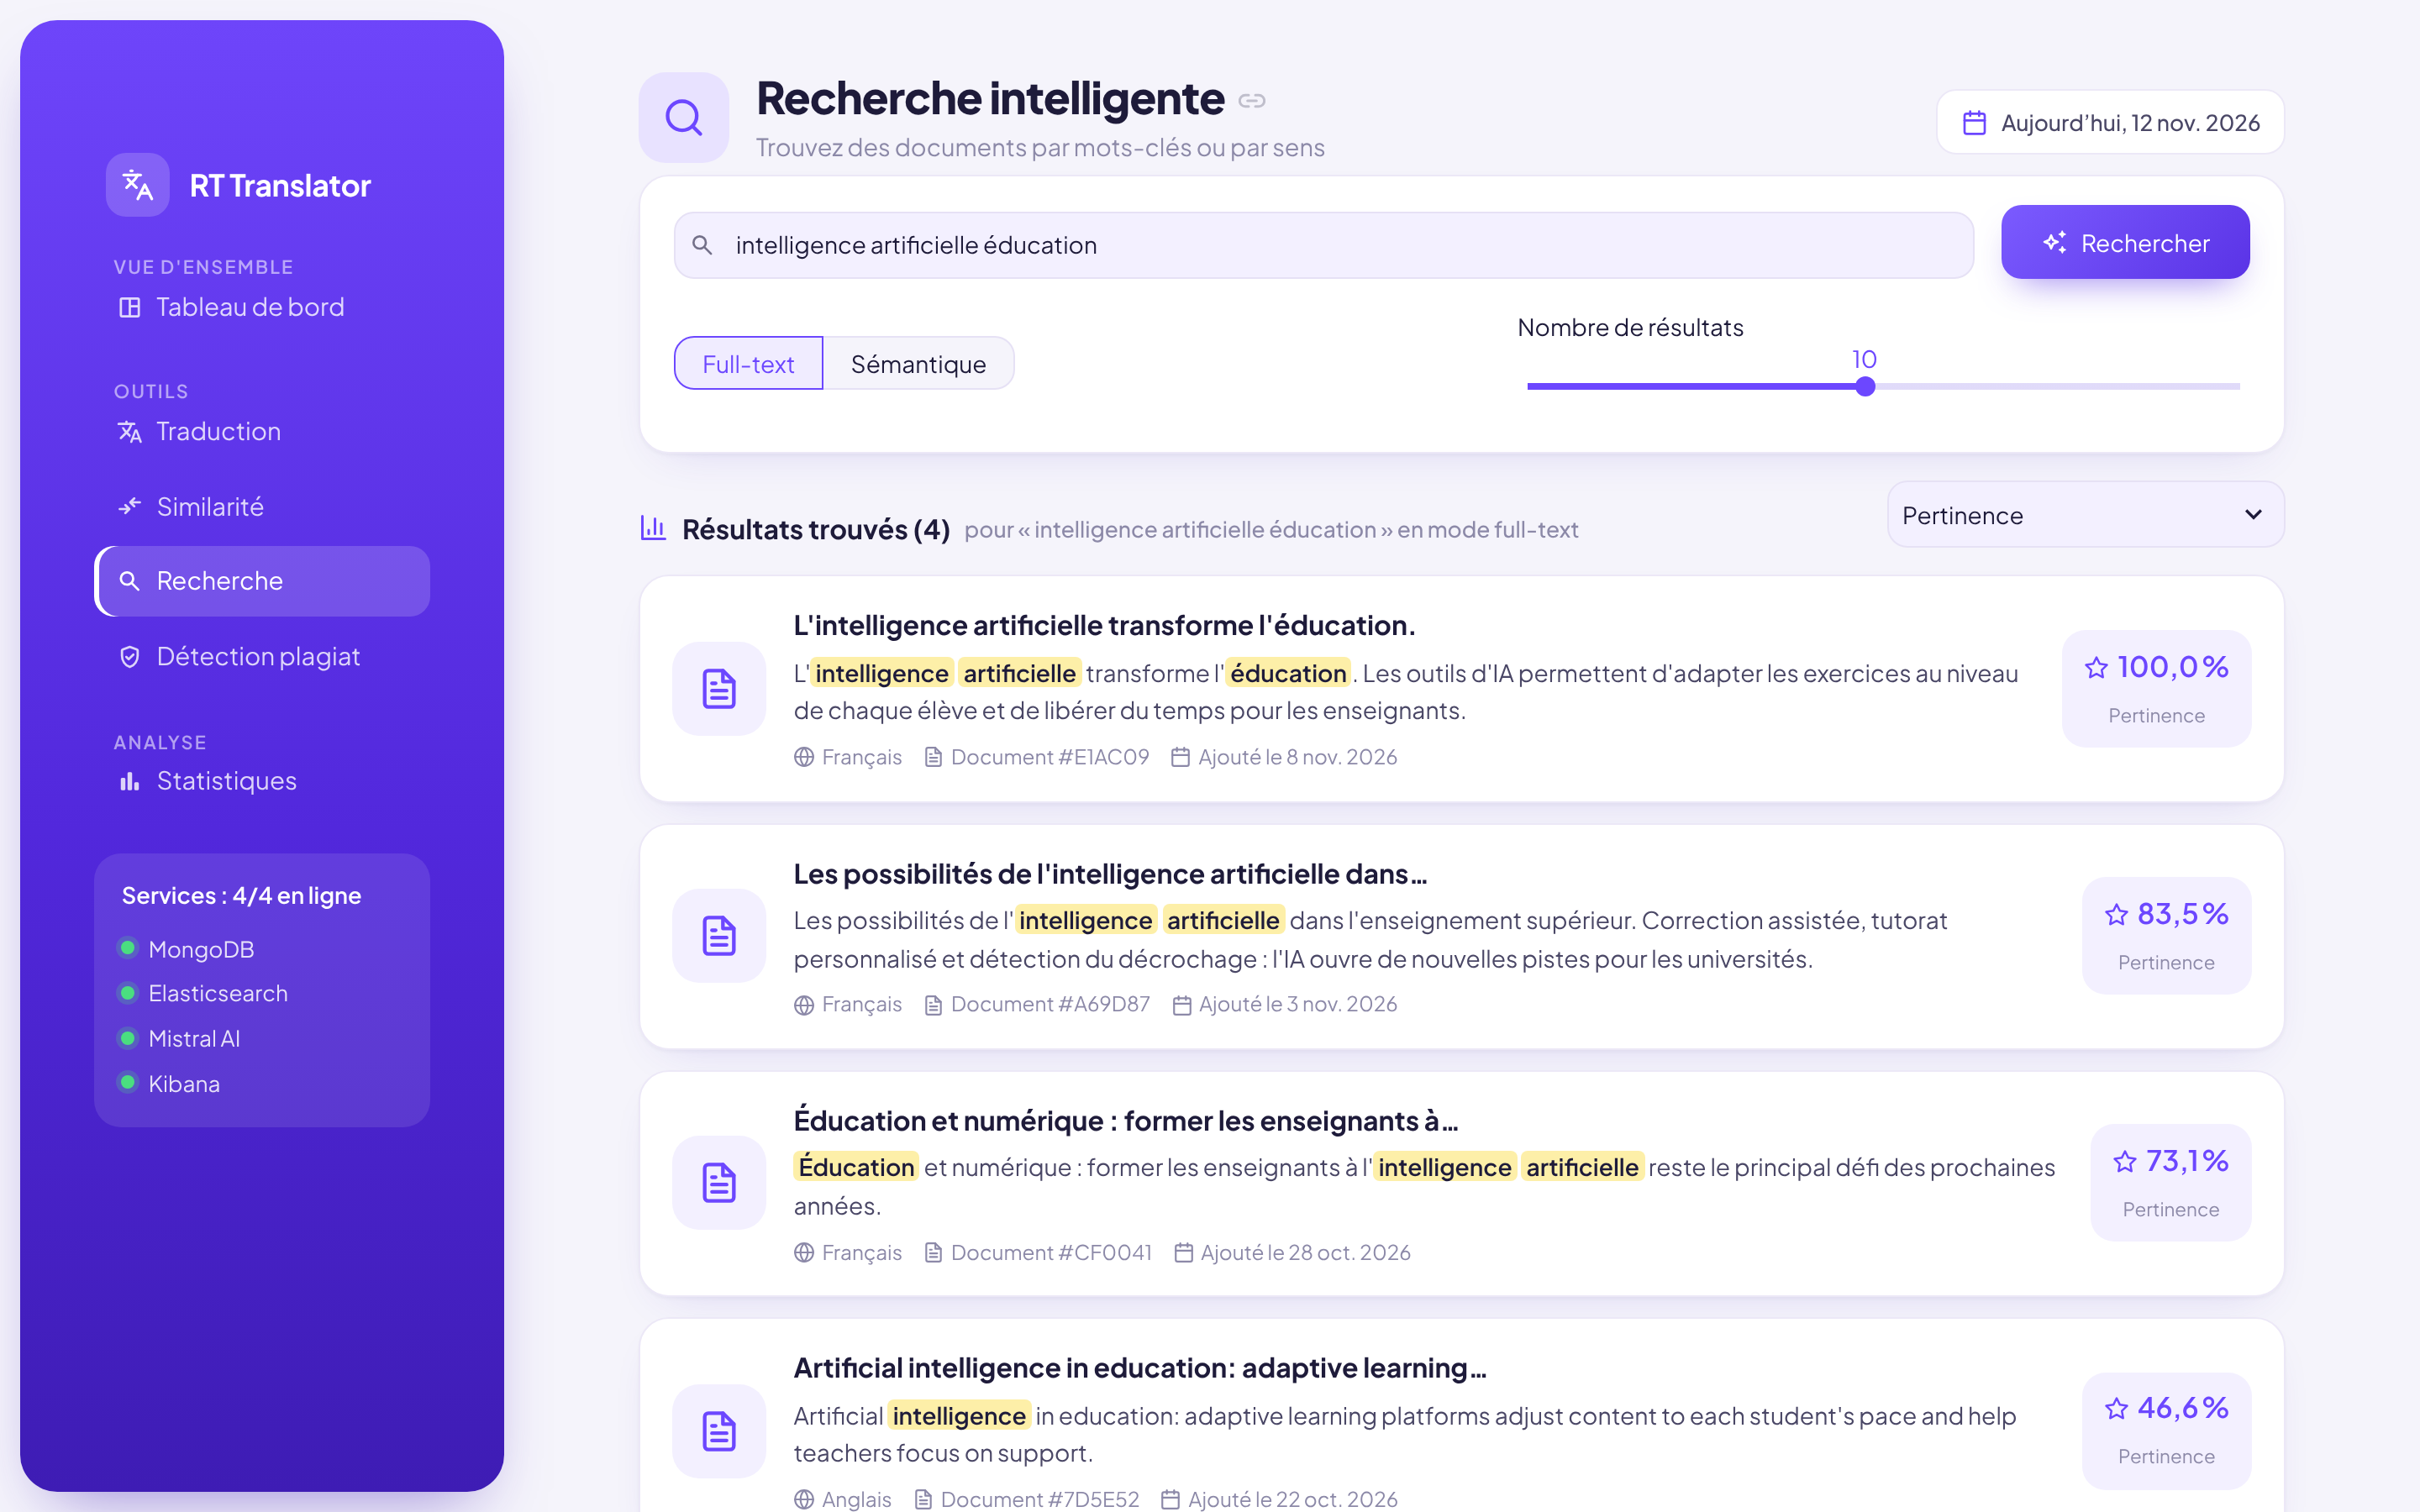 RT Translator
VUE D'ENSEMBLE
Tableau de bord
OUTILS
Traduction
Similarité
Recherche
Détection plagiat
ANALYSE
Statistiques
Services : 4/4 en ligne
MongoDB
Elasticsearch
Mistral AI
Kibana
Recherche intelligente
Trouvez des documents par mots-clés ou par sens
Aujourd’hui, 12 nov. 2026
intelligence artificielle éducation
Rechercher
Full-text
Sémantique
Nombre de résultats
10
Résultats trouvés (4) pour « intelligence artificielle éducation » en mode full-text
Pertinence
L'intelligence artificielle transforme l'éducation.
L'intelligence artificielle transforme l'éducation. Les outils d'IA permettent d'adapter les exercices au niveau
de chaque élève et de libérer du temps pour les enseignants.
Français Document #E1AC09 Ajouté le 8 nov. 2026
100,0 %
Pertinence
Les possibilités de l'intelligence artificielle dans…
Les possibilités de l'intelligence artificielle dans l'enseignement supérieur. Correction assistée, tutorat
personnalisé et détection du décrochage : l'IA ouvre de nouvelles pistes pour les universités.
Français Document #A69D87 Ajouté le 3 nov. 2026
83,5 %
Pertinence
Éducation et numérique : former les enseignants à…
Éducation et numérique : former les enseignants à l'intelligence artificielle reste le principal défi des prochaines
années.
Français Document #CF0041 Ajouté le 28 oct. 2026
73,1 %
Pertinence
Artificial intelligence in education: adaptive learning…
Artificial intelligence in education: adaptive learning platforms adjust content to each student's pace and help
teachers focus on support.
Anglais Document #7D5E52 Ajouté le 22 oct. 2026
46,6 %
Pertinence